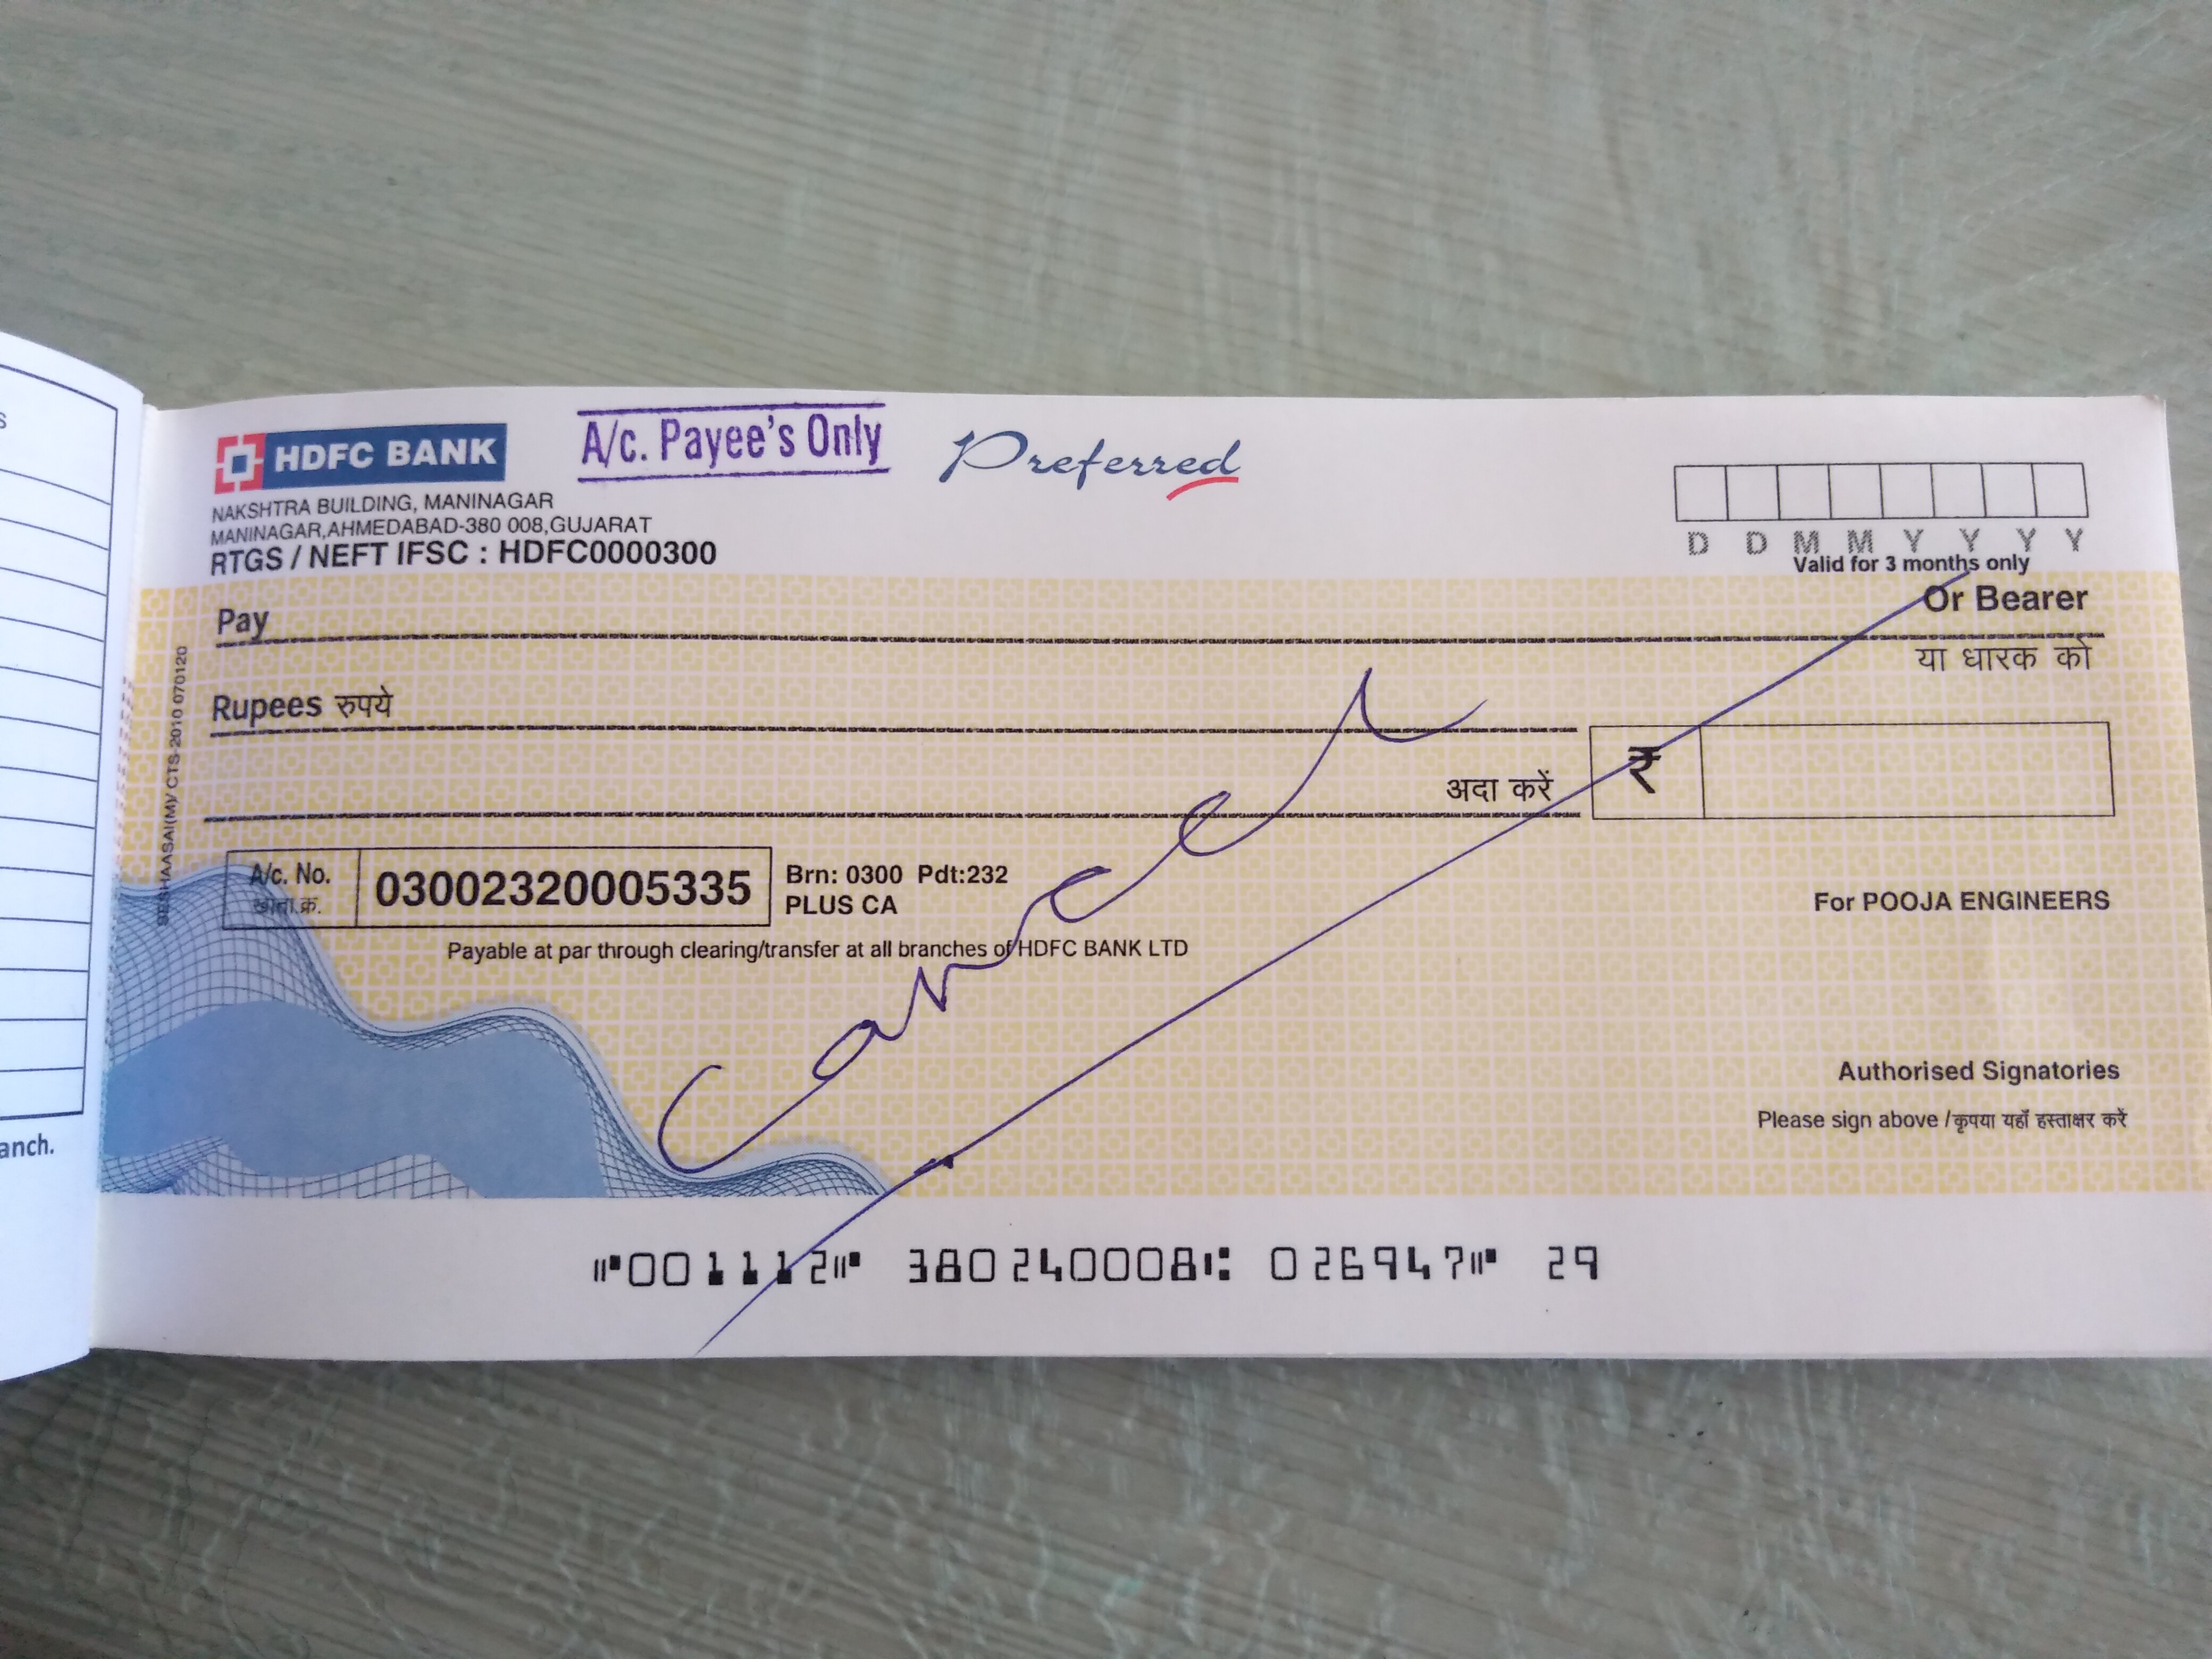 s
anch.
HDFC BANK
A/c. Payee's Only
Preferred
NAKSHTRA BUILDING, MANINAGAR
MANINAGAR,AHMEDABAD-380 008,GUJARAT
RTGS / NEFT IFSC : HDFC0000300
D D M M Y Y Y Y
Valid for 3 months only
Pay
Or Bearer
या धारक को
Rupees रुपये
अदा करें
₹
Cancel
A/c. No.
खाता.क्र.
03002320005335
Brn: 0300 Pdt:232
PLUS CA
For POOJA ENGINEERS
Payable at par through clearing/transfer at all branches of HDFC BANK LTD
Authorised Signatories
Please sign above /कृपया यहाँ हस्ताक्षर करें
⑈001112⑈ 380240008⑆ 026947⑈ 29
CTS-2010 070120